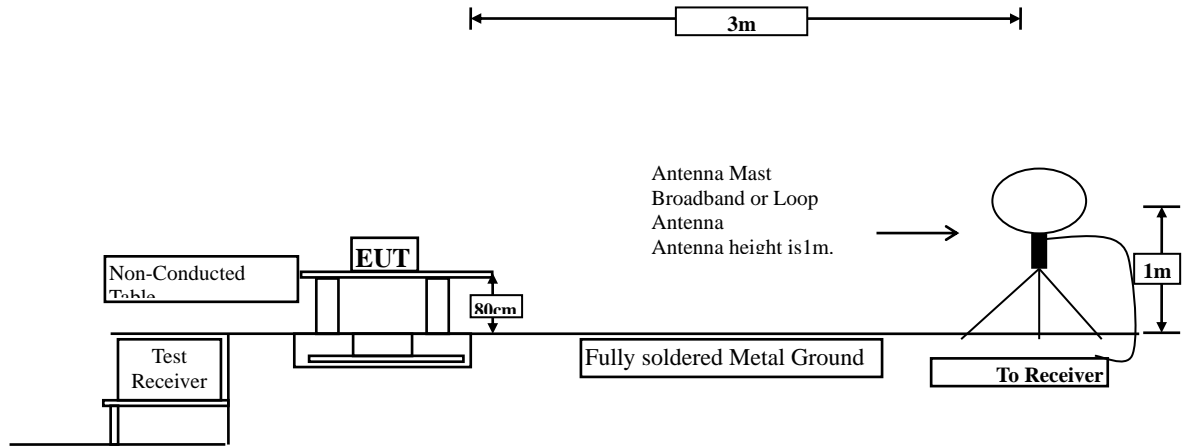 3m
Antenna Mast
Broadband or Loop
Antenna
Antenna height is1m.
EUT
Non-Conducted
Table
80cm
1m
Test
Receiver
Fully soldered Metal Ground
To Receiver